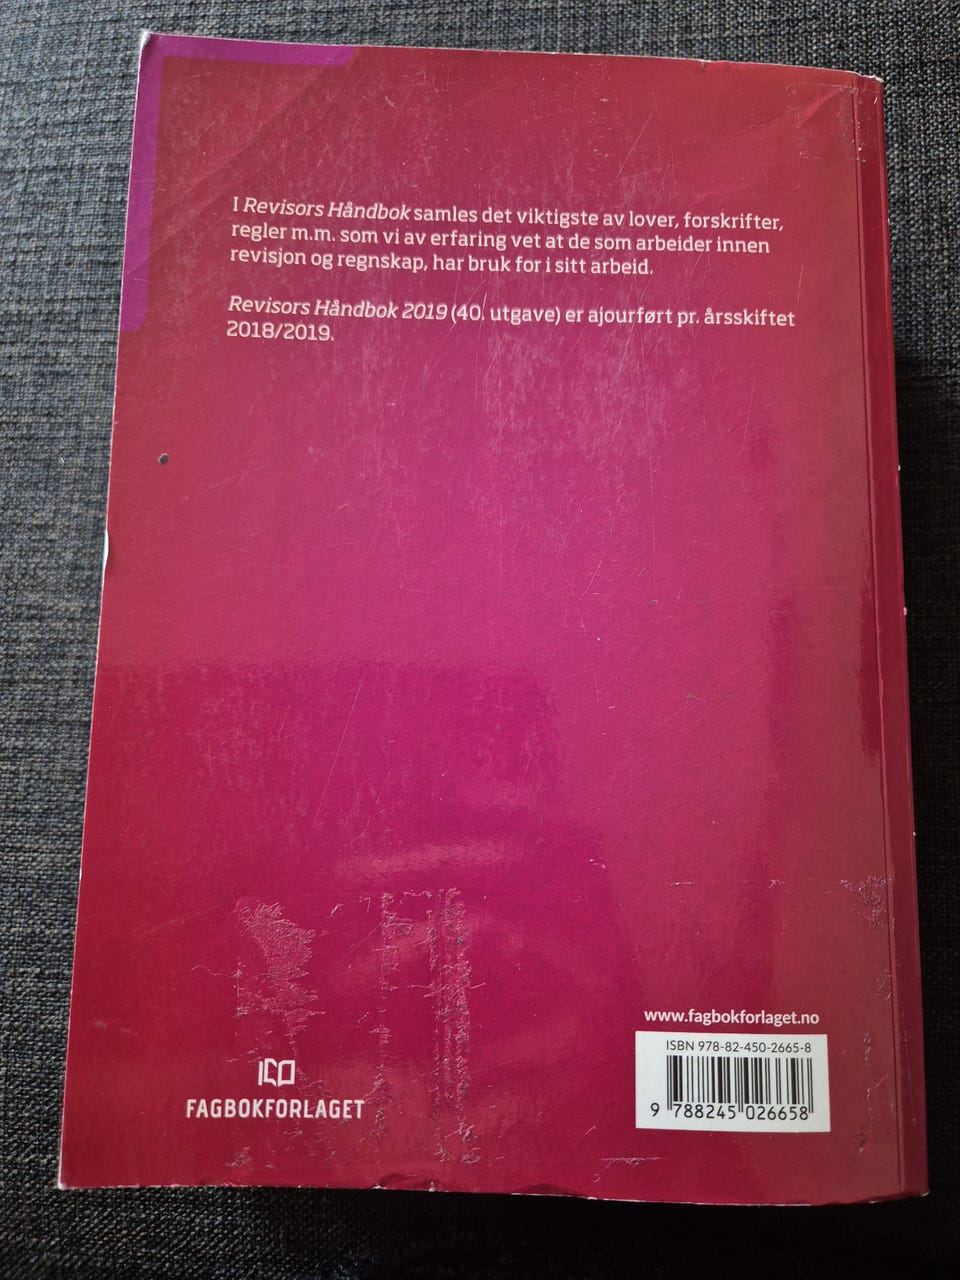 I Revisors Håndbok samles det viktigste av lover, forskrifter,
regler m.m. som vi av erfaring vet at de som arbeider innen
revisjon og regnskap, har bruk for i sitt arbeid.
Revisors Håndbok 2019 (40. utgave) er ajourført pr. årsskiftet
2018/2019.
www.fagbokforlaget.no
ISBN 978-82-450-2665-8
9 788245 026658
FAGBOKFORLAGET